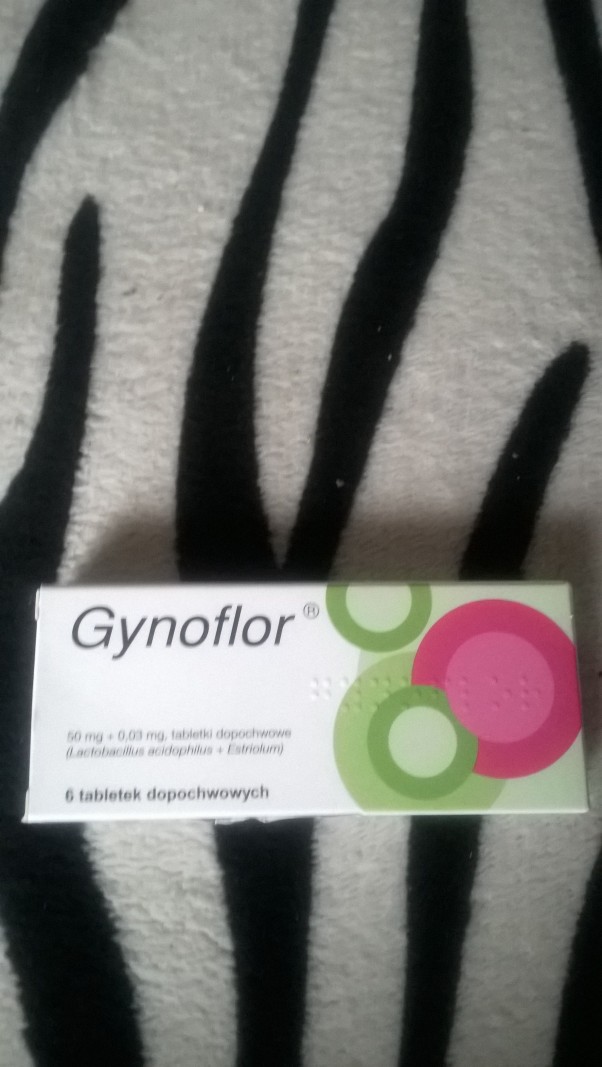 Gynoflor®
50 mg + 0,03 mg, tabletki dopochwowe
(Lactobacillus acidophilus + Estriolum)
6 tabletek dopochwowych